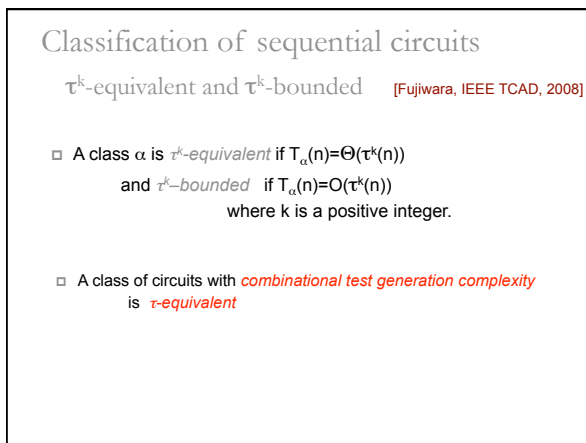 Classification of sequential circuits
τᵏ-equivalent and τᵏ-bounded [Fujiwara, IEEE TCAD, 2008]
A class α is τᵏ-equivalent if Tα(n)=Θ(τᵏ(n))
and τᵏ–bounded if Tα(n)=O(τᵏ(n))
where k is a positive integer.
A class of circuits with combinational test generation complexity
is τ-equivalent